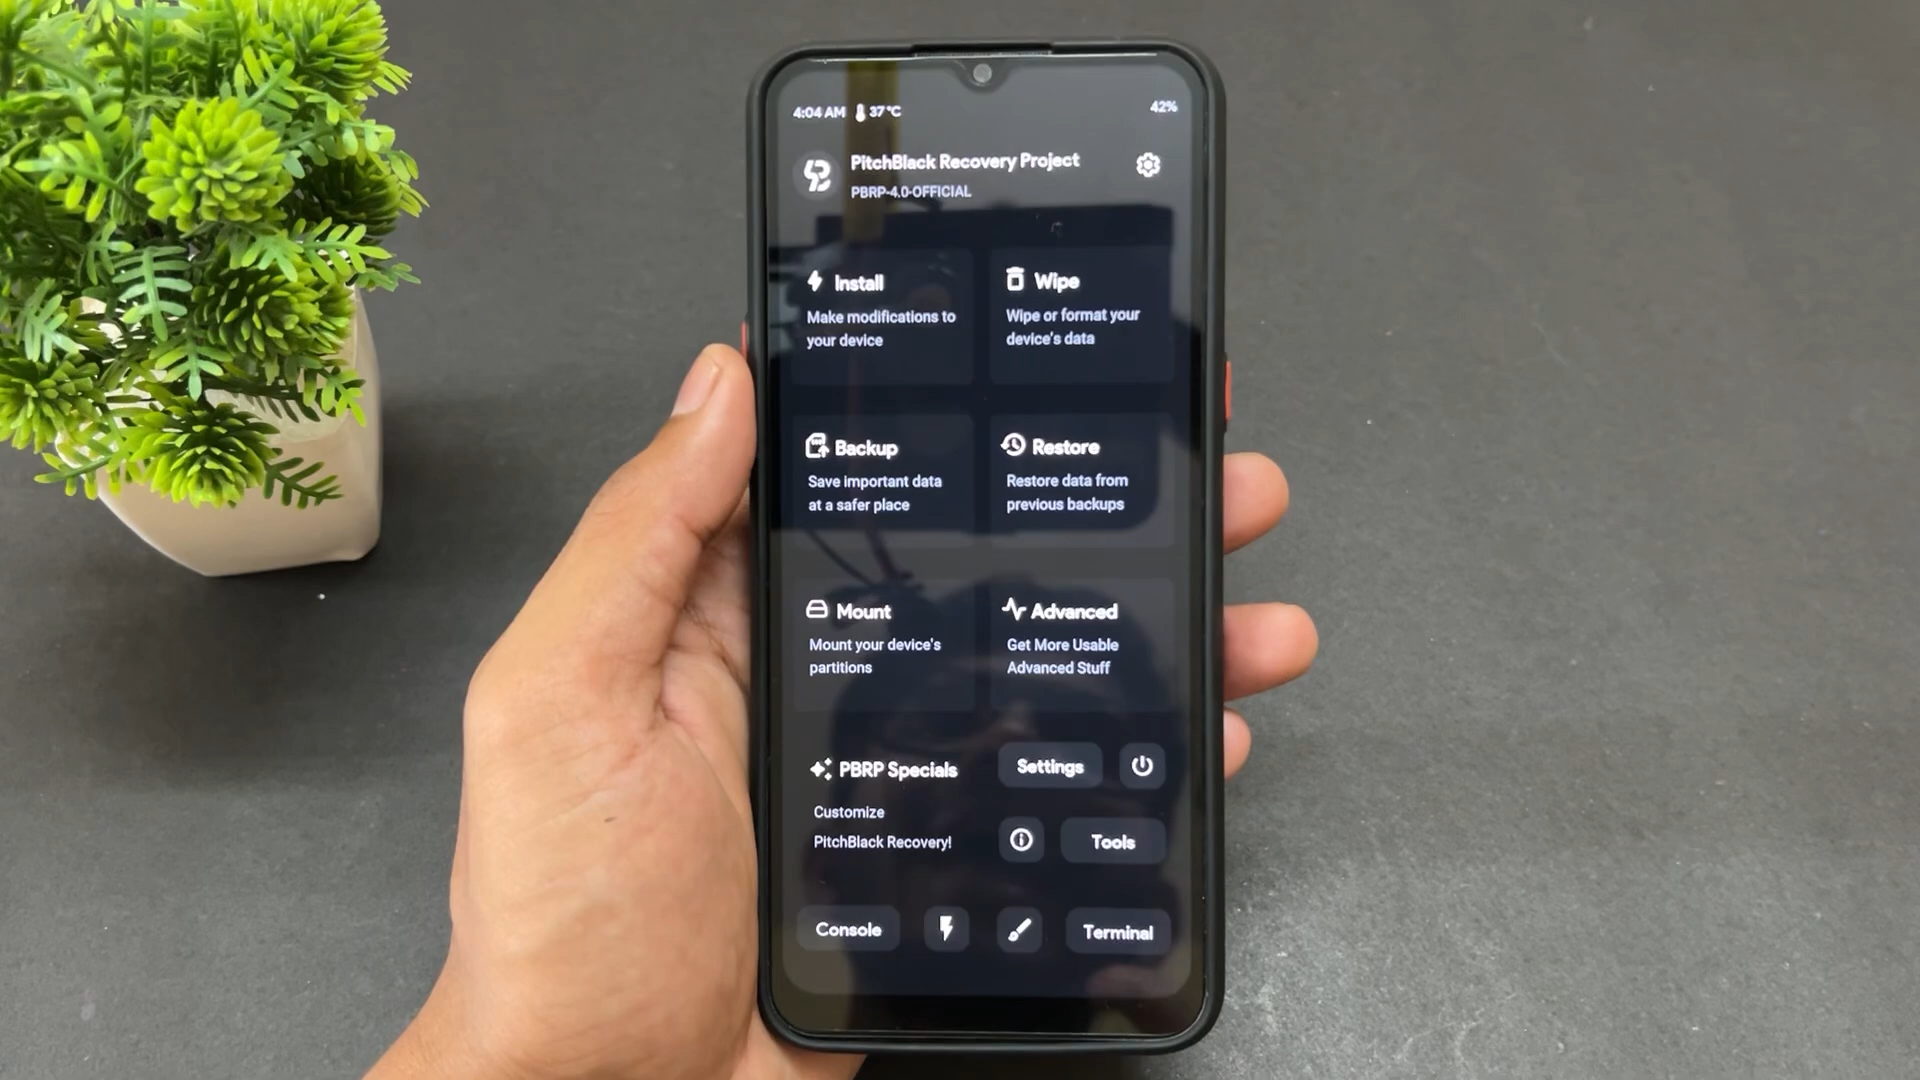 4:04 AM 37°C 42%
PitchBlack Recovery Project
PBRP-4.0-OFFICIAL
Install
Make modifications to
your device
Wipe
Wipe or format your
device's data
Backup
Save important data
at a safer place
Restore
Restore data from
previous backups
Mount
Mount your device's
partitions
Advanced
Get More Usable
Advanced Stuff
PBRP Specials
Customize
PitchBlack Recovery!
Settings
Tools
Console
Terminal